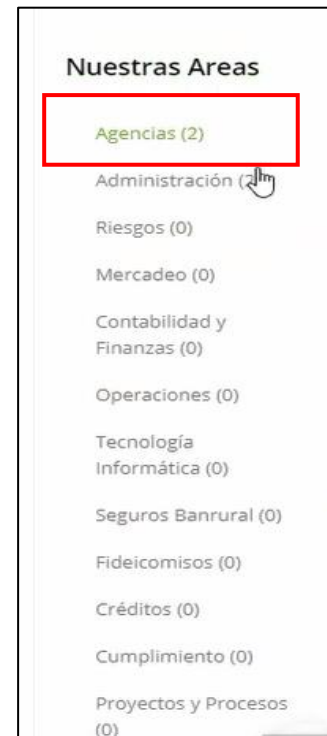 Nuestras Areas
Agencias (2)
Administración (2
Riesgos (0)
Mercadeo (0)
Contabilidad y
Finanzas (0)
Operaciones (0)
Tecnología
Informática (0)
Seguros Banrural (0)
Fideicomisos (0)
Créditos (0)
Cumplimiento (0)
Proyectos y Procesos
(0)